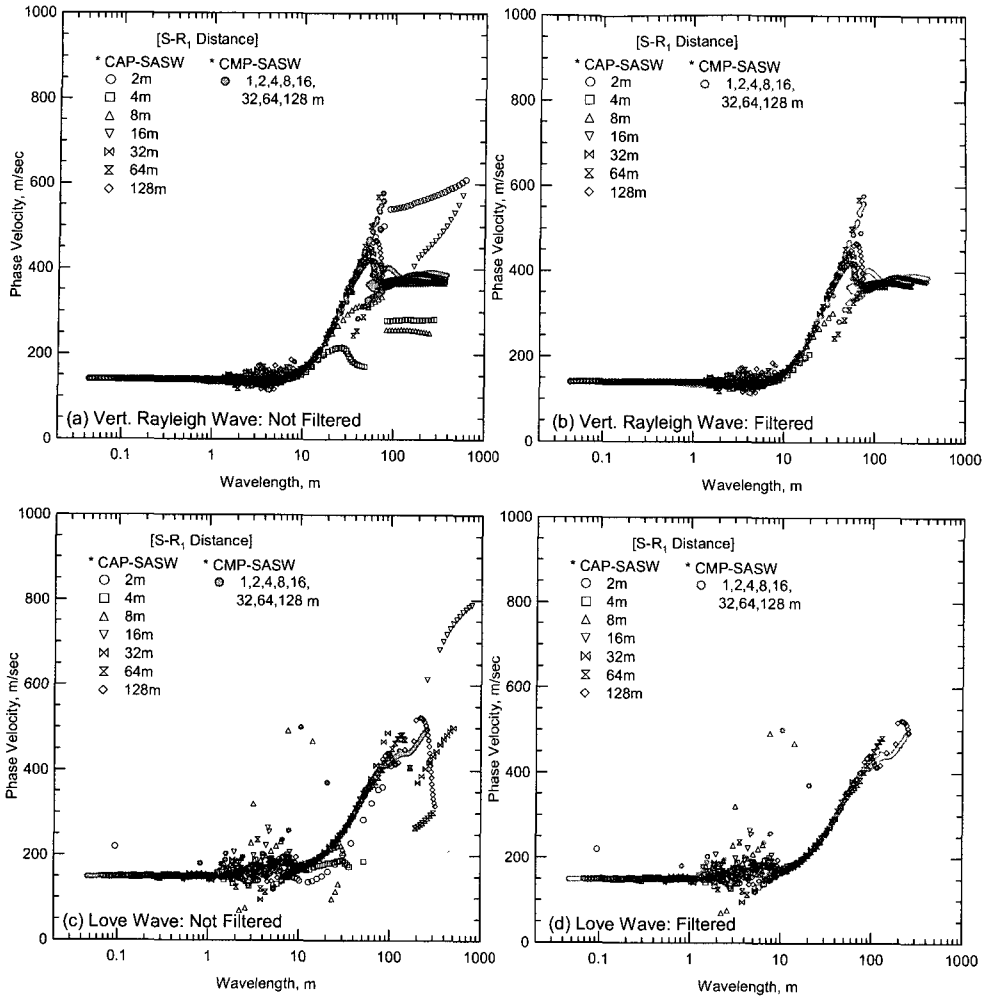 1000
800
600
400
200
0
Phase Velocity, m/sec
[S-R1 Distance]
* CAP-SASW
2m
4m
8m
16m
32m
64m
128m
* CMP-SASW
1,2,4,8,16,
32,64,128 m
(a) Vert. Rayleigh Wave: Not Filtered
0.1 1 10 100 1000
Wavelength, m
1000
800
600
400
200
0
Phase Velocity, m/sec
[S-R1 Distance]
* CAP-SASW
2m
4m
8m
16m
32m
64m
128m
* CMP-SASW
1,2,4,8,16,
32,64,128 m
(b) Vert. Rayleigh Wave: Filtered
0.1 1 10 100 1000
Wavelength, m
1000
800
600
400
200
0
Phase Velocity, m/sec
[S-R1 Distance]
* CAP-SASW
2m
4m
8m
16m
32m
64m
128m
* CMP-SASW
1,2,4,8,16,
32,64,128 m
(c) Love Wave: Not Filtered
0.1 1 10 100 1000
Wavelength, m
1000
800
600
400
200
0
Phase Velocity, m/sec
[S-R1 Distance]
* CAP-SASW
2m
4m
8m
16m
32m
64m
128m
* CMP-SASW
1,2,4,8,16,
32,64,128 m
(d) Love Wave: Filtered
0.1 1 10 100 1000
Wavelength, m